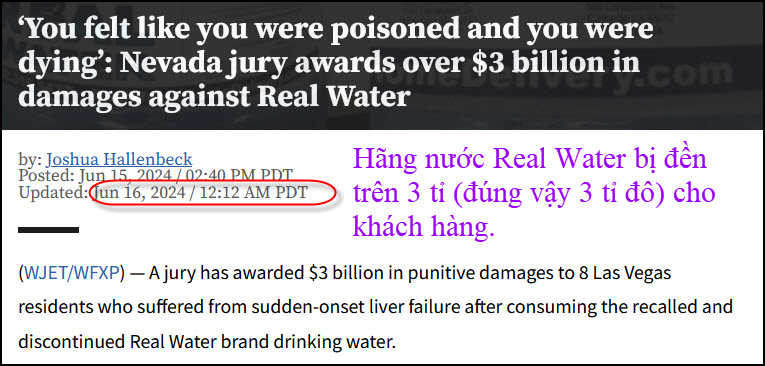 ‘You felt like you were poisoned and you were
dying’: Nevada jury awards over $3 billion in
damages against Real Water
by: Joshua Hallenbeck
Posted: Jun 15, 2024 / 02:40 PM PDT
Updated: Jun 16, 2024 / 12:12 AM PDT
Hãng nước Real Water bị đền
trên 3 tỉ (đúng vậy 3 tỉ đô) cho
khách hàng.
(WJET/WFXP) — A jury has awarded $3 billion in punitive damages to 8 Las Vegas
residents who suffered from sudden-onset liver failure after consuming the recalled and
discontinued Real Water brand drinking water.